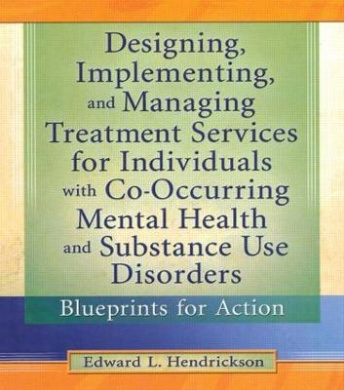 Designing,
Implementing,
and Managing
Treatment Services
for Individuals
with Co-Occurring
Mental Health
and Substance Use
Disorders
Blueprints for Action
Edward L. Hendrickson